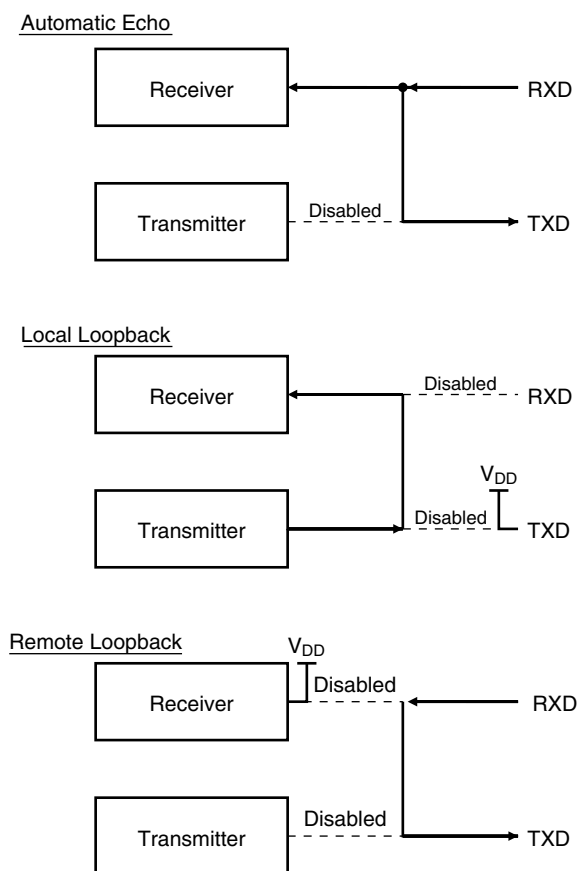 Automatic Echo
Receiver
RXD
Transmitter
Disabled
TXD
Local Loopback
Receiver
Disabled
RXD
VDD
Transmitter
Disabled
TXD
Remote Loopback
VDD
Receiver
Disabled
RXD
Transmitter
Disabled
TXD